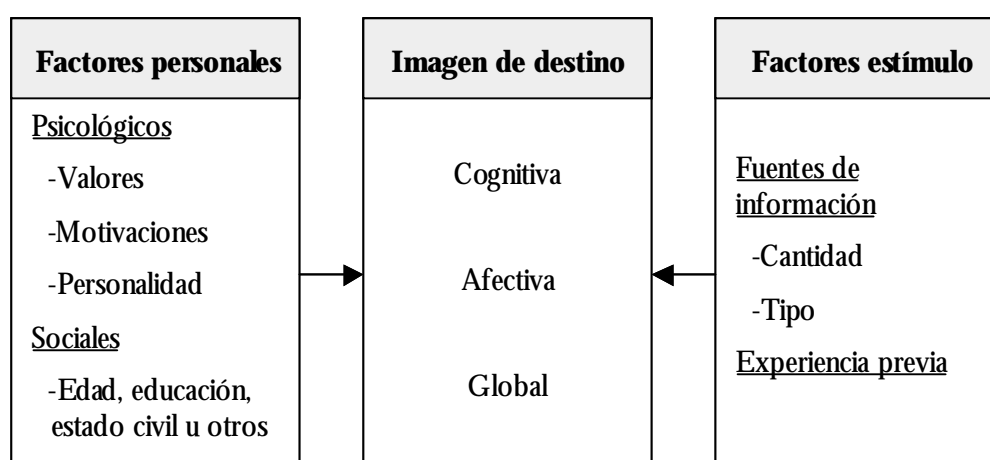 Factores personales
Psicológicos
-Valores
-Motivaciones
-Personalidad
Sociales
-Edad, educación,
estado civil u otros
Imagen de destino
Cognitiva
Afectiva
Global
Factores estímulo
Fuentes de
información
-Cantidad
-Tipo
Experiencia previa